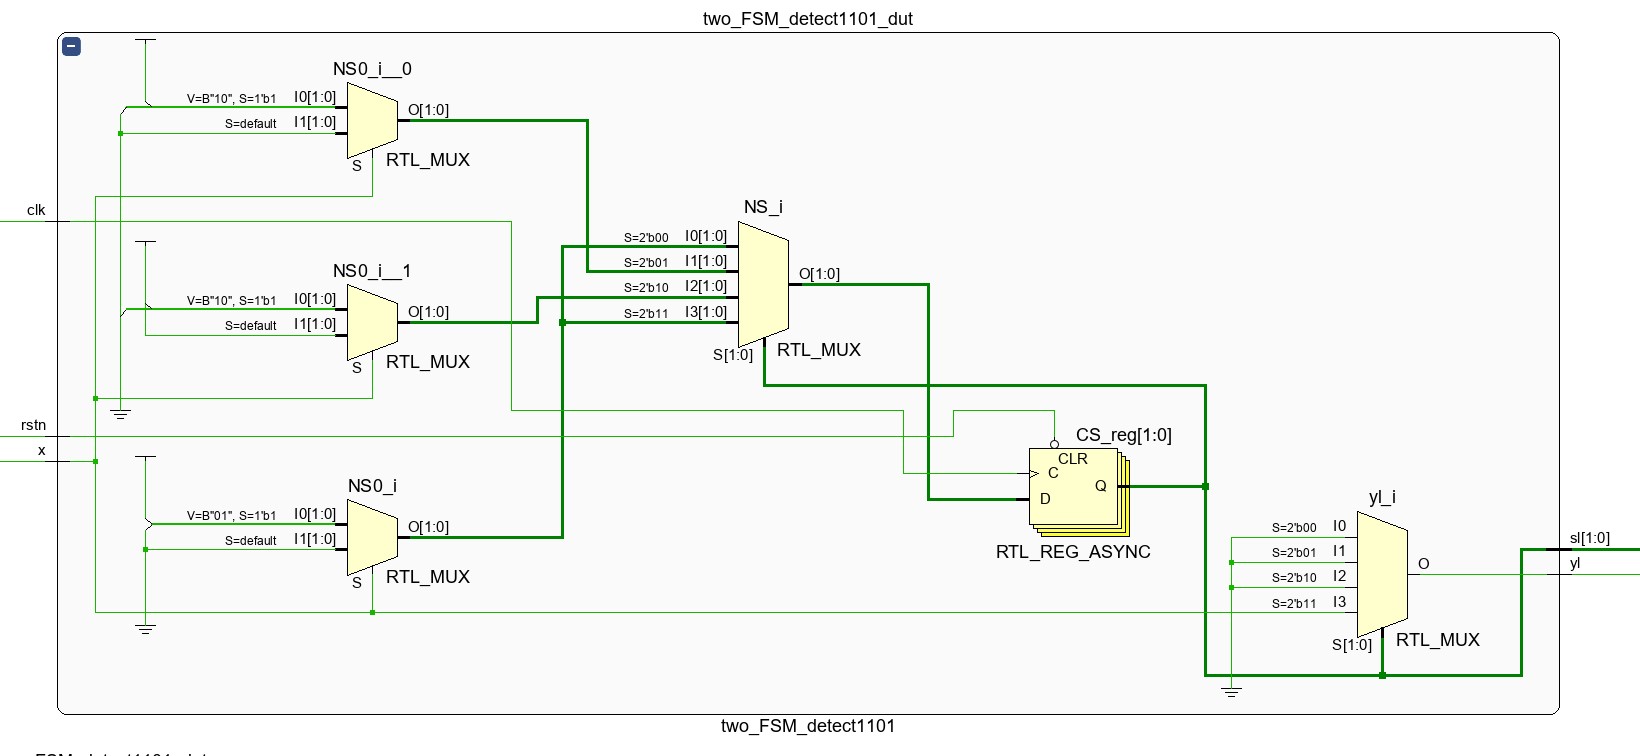 two_FSM_detect1101_dut
NS0_i__0
V=B"10", S=1'b1 I0[1:0]
S=default I1[1:0]
O[1:0]
S
RTL_MUX
clk
NS_i
S=2'b00 I0[1:0]
S=2'b01 I1[1:0]
S=2'b10 I2[1:0]
S=2'b11 I3[1:0]
O[1:0]
S[1:0]
RTL_MUX
NS0_i__1
V=B"10", S=1'b1 I0[1:0]
S=default I1[1:0]
O[1:0]
S
RTL_MUX
rstn
x
CS_reg[1:0]
CLR
C
D
Q
RTL_REG_ASYNC
NS0_i
V=B"01", S=1'b1 I0[1:0]
S=default I1[1:0]
O[1:0]
S
RTL_MUX
yl_i
S=2'b00 I0
S=2'b01 I1
S=2'b10 I2
S=2'b11 I3
O
S[1:0]
RTL_MUX
sl[1:0]
yl
two_FSM_detect1101